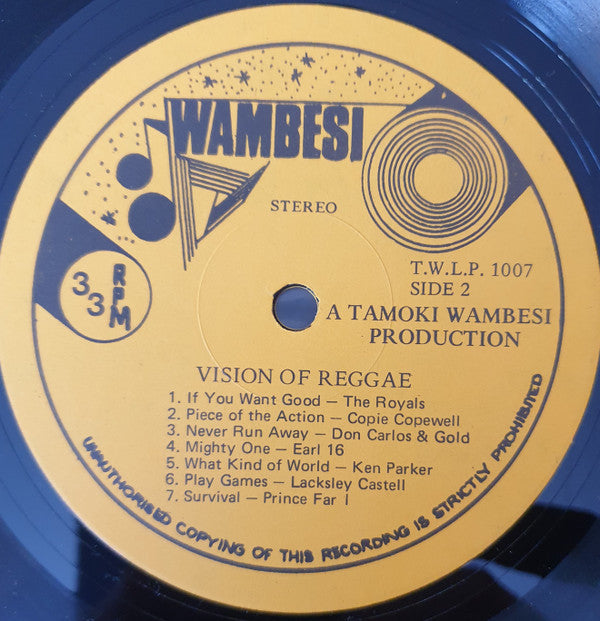 WAMBESI
STEREO
33 RPM
T.W.L.P. 1007
SIDE 2
A TAMOKI WAMBESI
PRODUCTION
VISION OF REGGAE
1. If You Want Good — The Royals
2. Piece of the Action — Copie Copewell
3. Never Run Away — Don Carlos & Gold
4. Mighty One — Earl 16
5. What Kind of World — Ken Parker
6. Play Games — Lacksley Castell
7. Survival — Prince Far I
UNAUTHORISED COPYING OF THIS RECORDING IS STRICTLY PROHIBITED